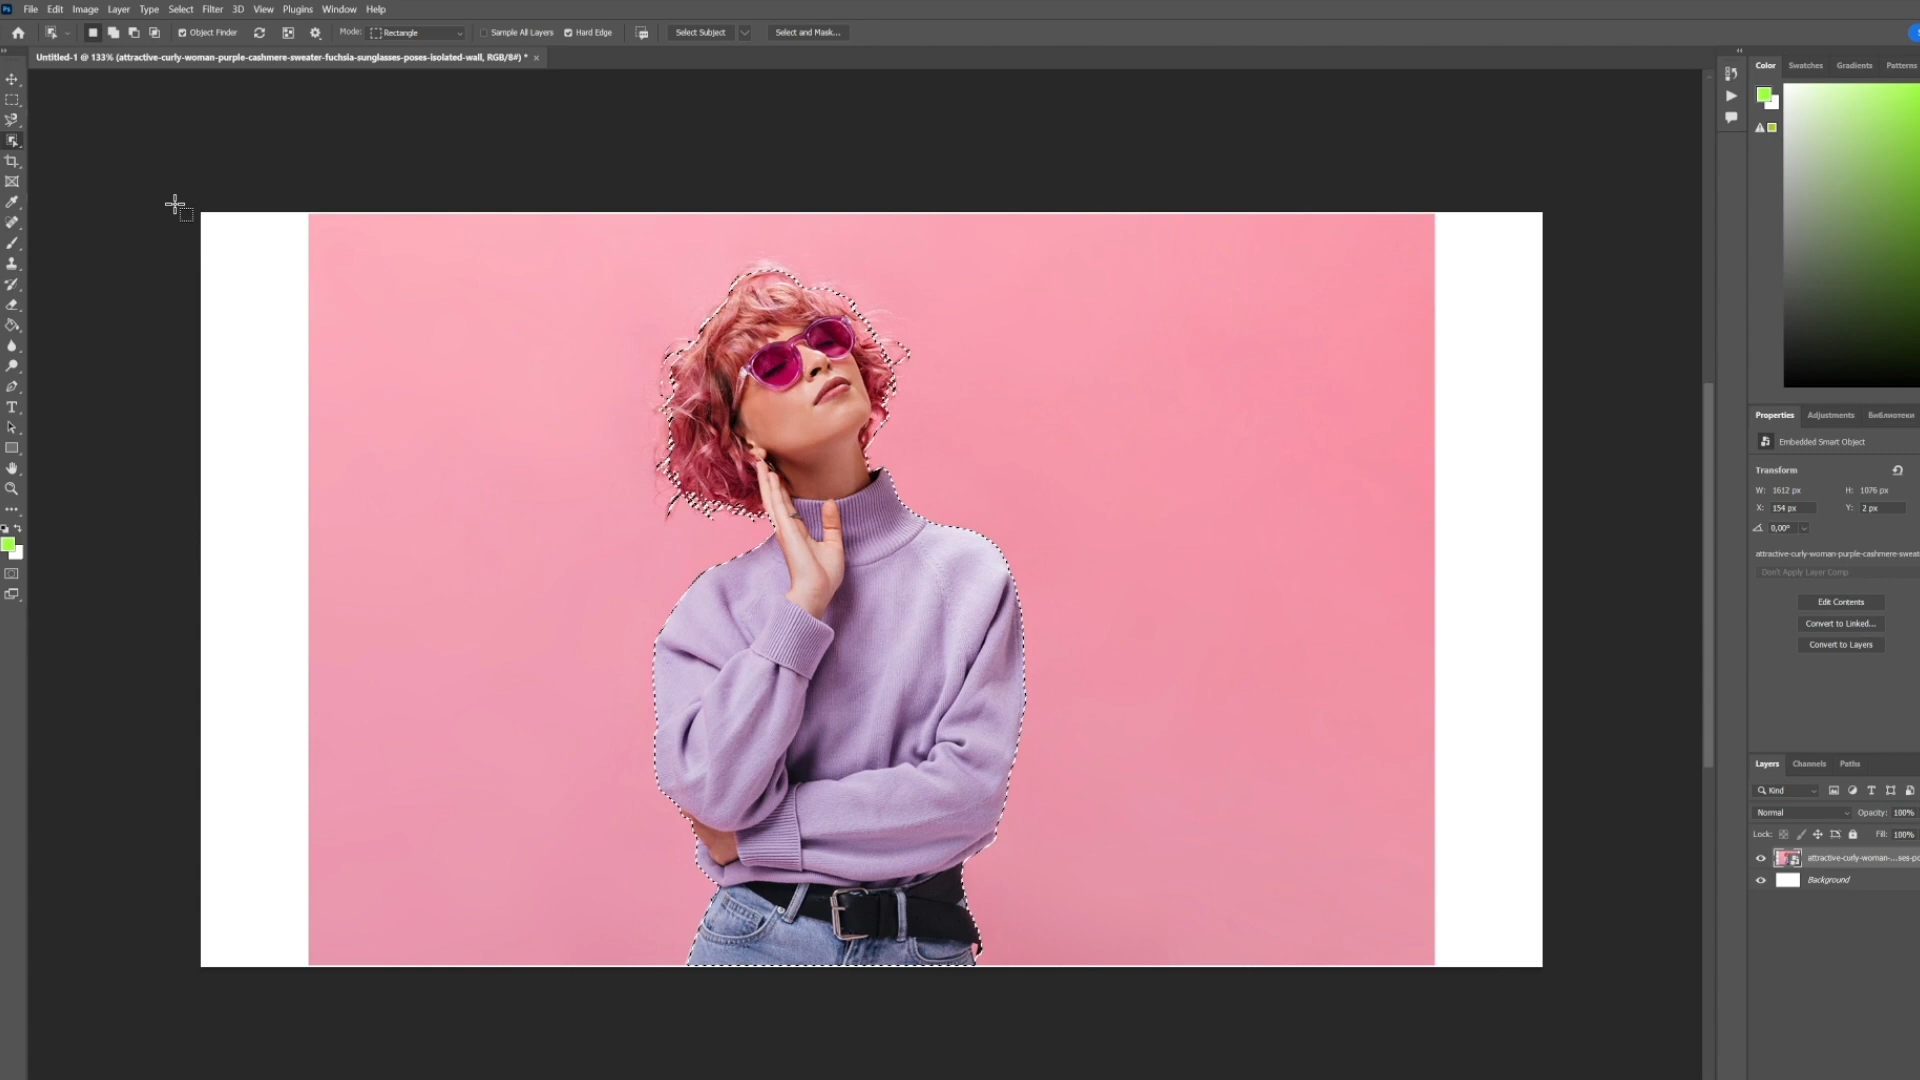 Ps File Edit Image Layer Type Select Filter 3D View Plugins Window Help
Object Finder Mode: Rectangle Sample All Layers Hard Edge Select Subject Select and Mask...
Untitled-1 @ 133% (attractive-curly-woman-purple-cashmere-sweater-fuchsia-sunglasses-poses-isolated-wall, RGB/8#) * ×
Color Swatches Gradients Patterns
Properties Adjustments Библиотеки
Embedded Smart Object
Transform
W: 1612 px H: 1076 px
X: 154 px Y: 2 px
0,00°
attractive-curly-woman-purple-cashmere-sweat
Don't Apply Layer Comp
Edit Contents
Convert to Linked...
Convert to Layers
Layers Channels Paths
Kind
Normal Opacity: 100%
Lock: Fill: 100%
attractive-curly-woman-...ses-po
Background